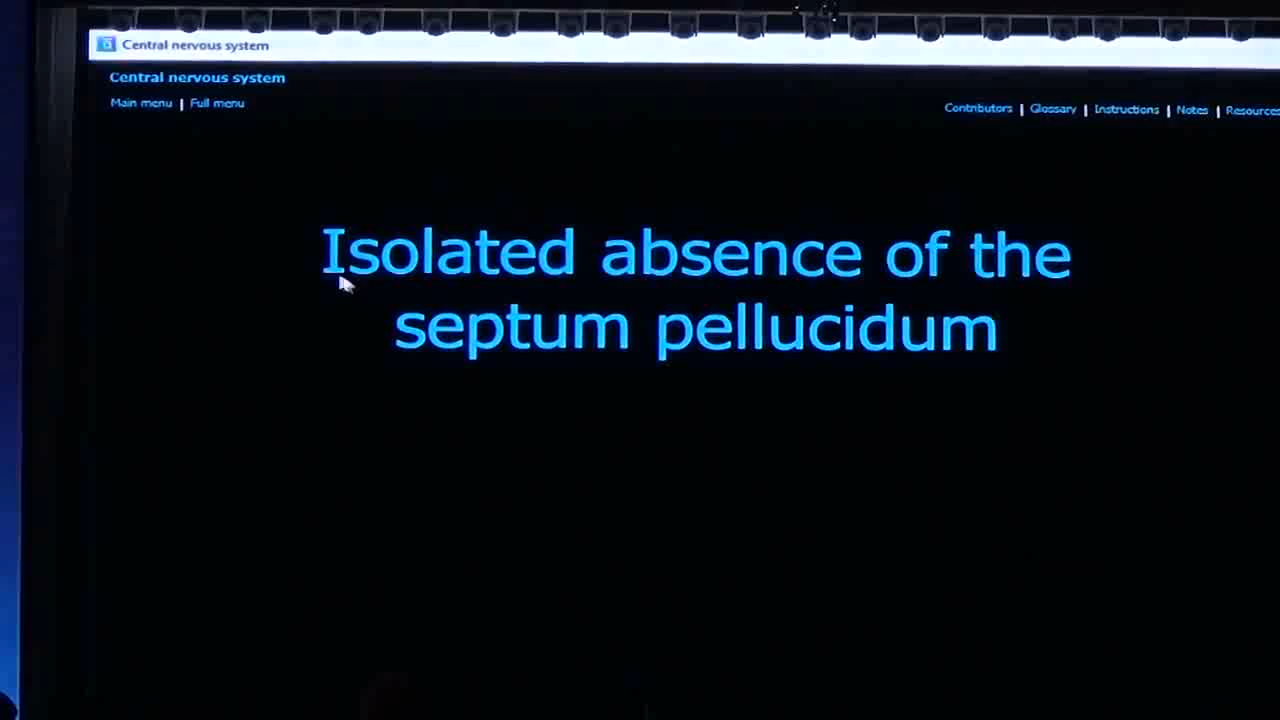 Central nervous system
Central nervous system
Main menu | Full menu
Contributors | Glossary | Instructions | Notes | Resources
Isolated absence of the
septum pellucidum